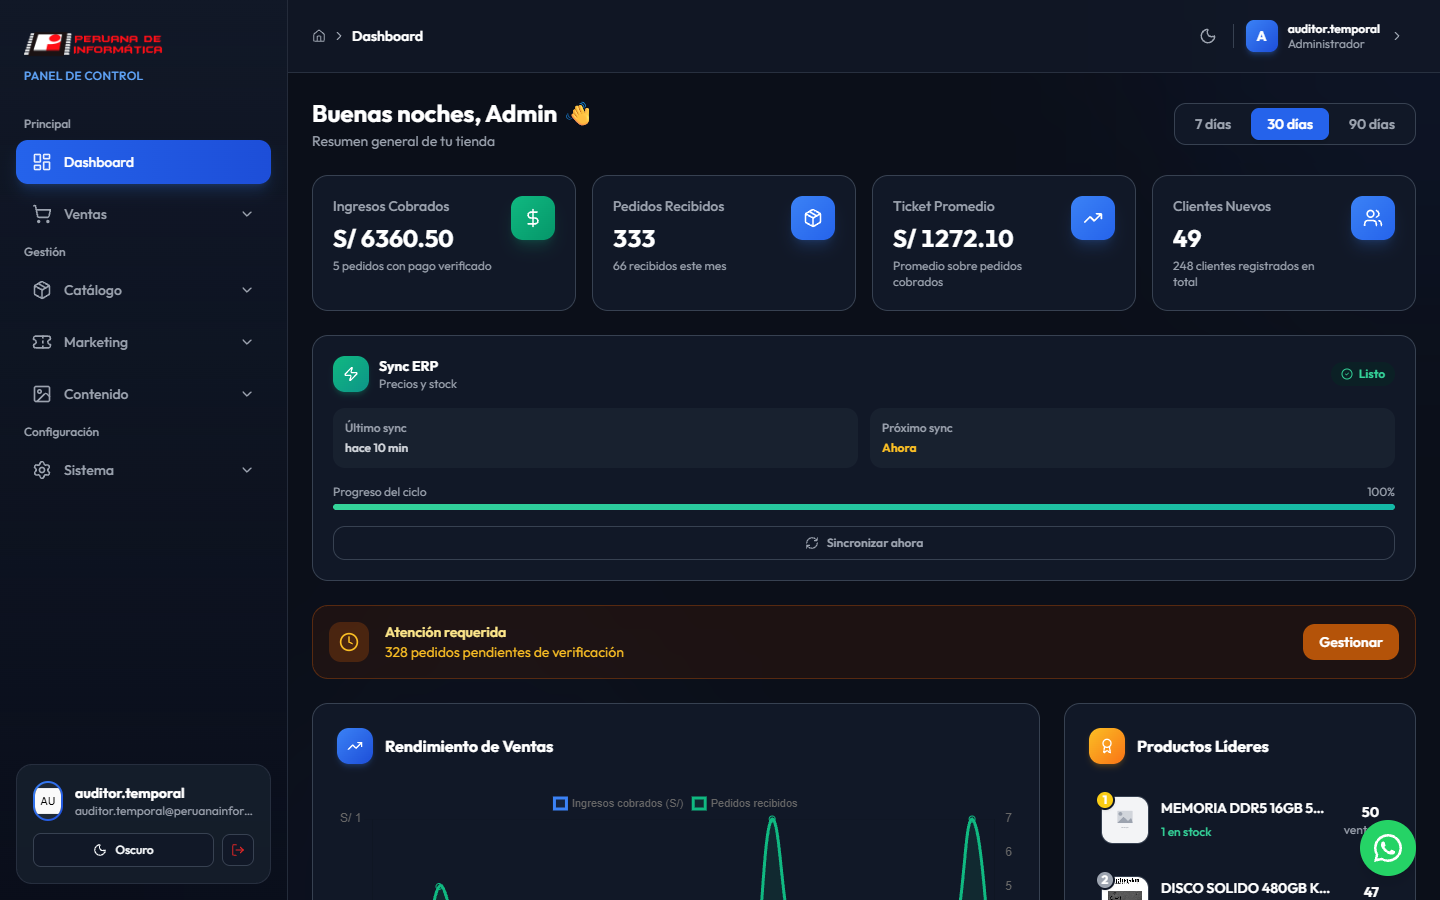 PERUANA DE
INFORMÁTICA
PANEL DE CONTROL
Principal
Dashboard
Ventas
Gestión
Catálogo
Marketing
Contenido
Configuración
Sistema
AU
auditor.temporal
auditor.temporal@peruanainfor...
Oscuro
Dashboard
A
auditor.temporal
Administrador
Buenas noches, Admin 👋
Resumen general de tu tienda
7 días
30 días
90 días
Ingresos Cobrados
S/ 6360.50
5 pedidos con pago verificado
Pedidos Recibidos
333
66 recibidos este mes
Ticket Promedio
S/ 1272.10
Promedio sobre pedidos
cobrados
Clientes Nuevos
49
248 clientes registrados en
total
Sync ERP
Precios y stock
Listo
Último sync
hace 10 min
Próximo sync
Ahora
Progreso del ciclo
100%
Sincronizar ahora
Atención requerida
328 pedidos pendientes de verificación
Gestionar
Rendimiento de Ventas
Ingresos cobrados (S/)
Pedidos recibidos
S/ 1
7
6
5
Productos Líderes
1
MEMORIA DDR5 16GB 5...
1 en stock
50
2
DISCO SOLIDO 480GB K...
47